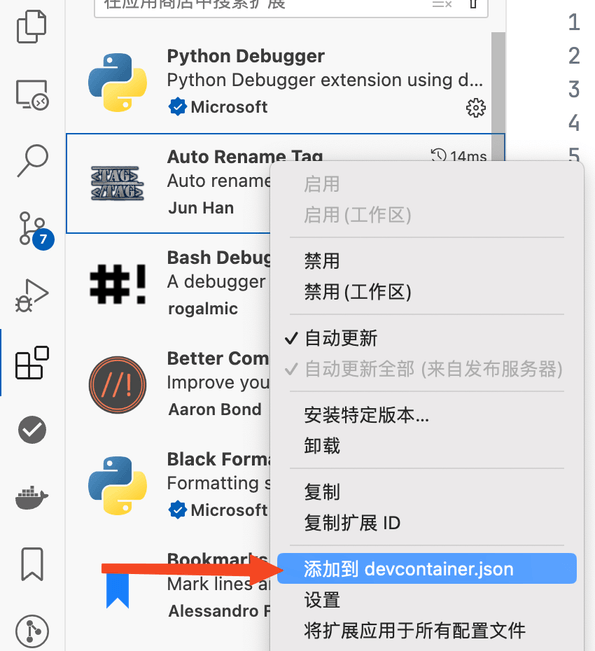 在应用商店中搜索扩展
1
2
3
4
5
Python Debugger
Python Debugger extension using d...
Microsoft
Auto Rename Tag
14ms
Auto rename
Jun Han
TAG
/TAG
Bash Debug
A debugger
rogalmic
#!
Better Com
Improve you
Aaron Bond
//!
Black Forma
Formatting s
Microsoft
Bookmarks
Mark lines a
Alessandro F
7
启用
启用 (工作区)
禁用
禁用 (工作区)
自动更新
自动更新全部 (来自发布服务器)
安装特定版本...
卸载
复制
复制扩展 ID
添加到 devcontainer.json
设置
将扩展应用于所有配置文件